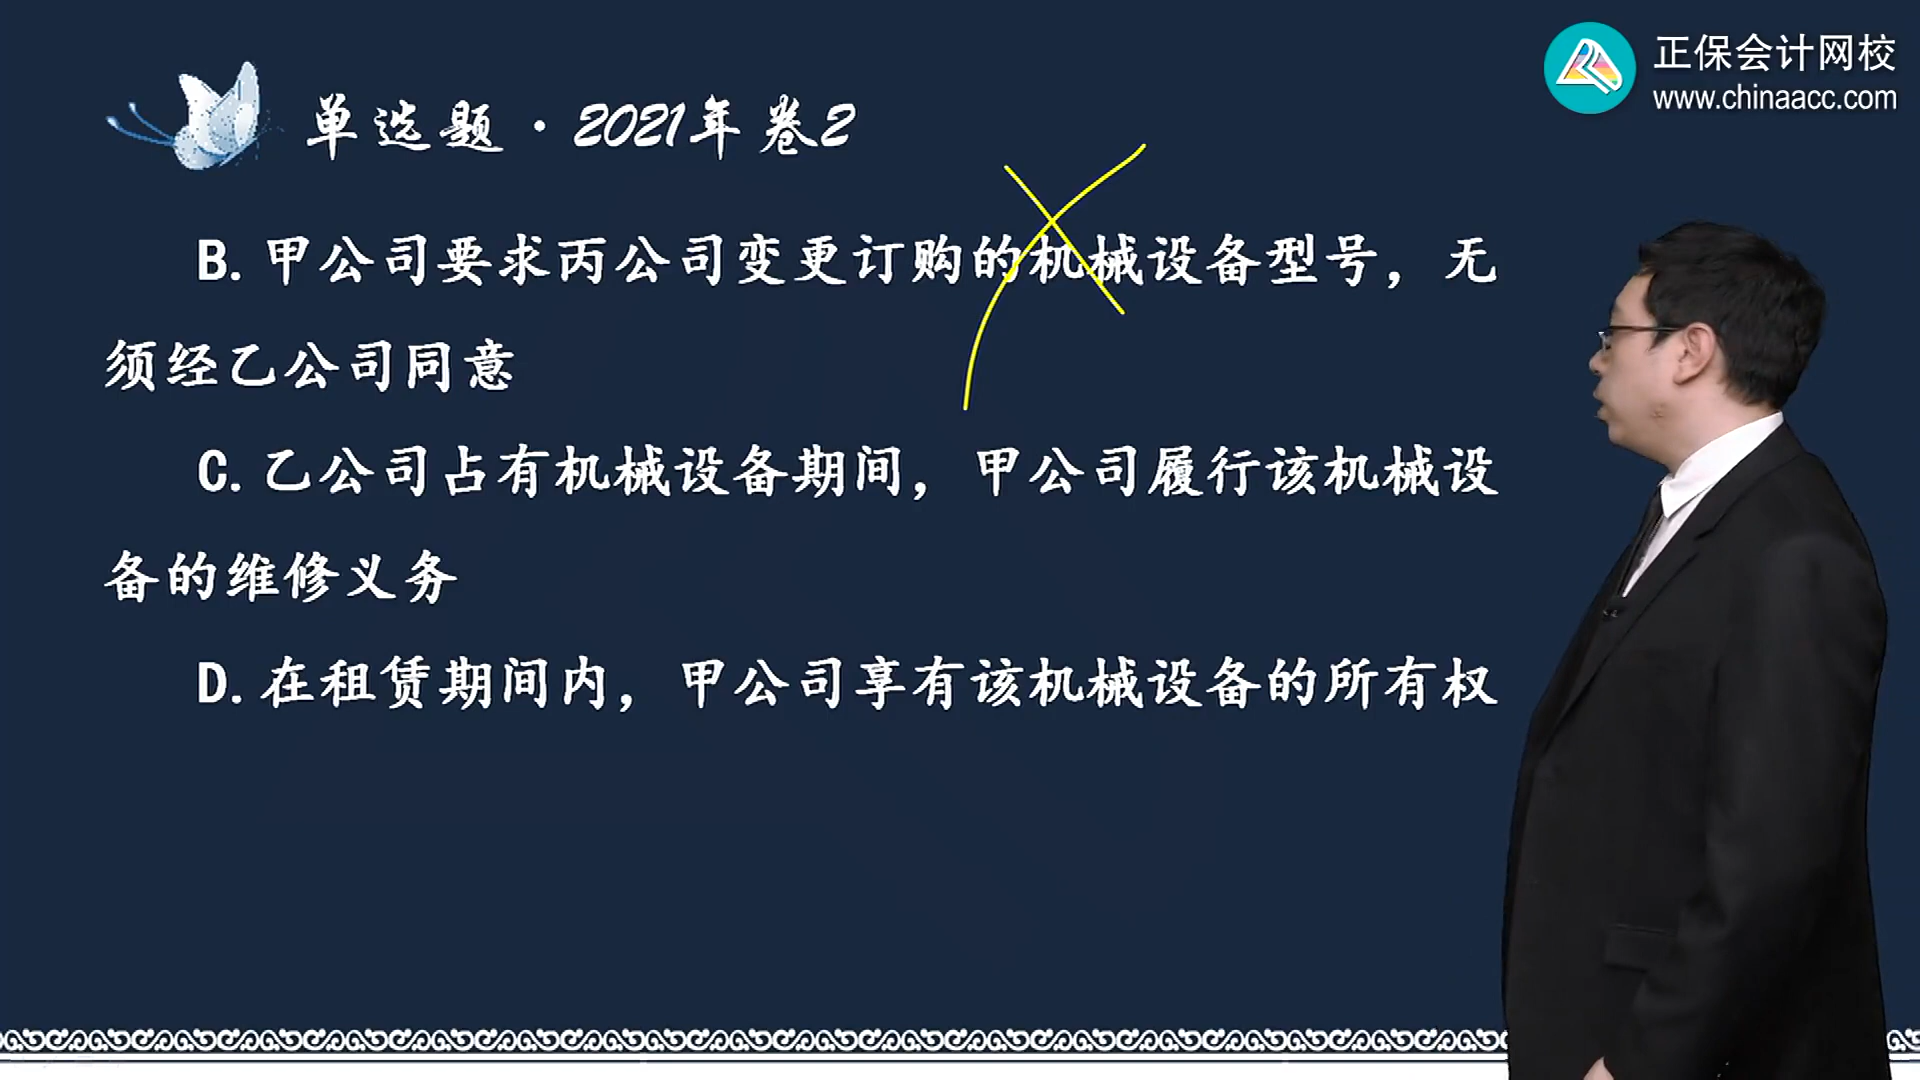 正保会计网校
www.chinaacc.com
单选题·2021年卷2
B.甲公司要求丙公司变更订购的机械设备型号，无
须经乙公司同意
C.乙公司占有机械设备期间，甲公司履行该机械设
备的维修义务
D.在租赁期间内，甲公司享有该机械设备的所有权